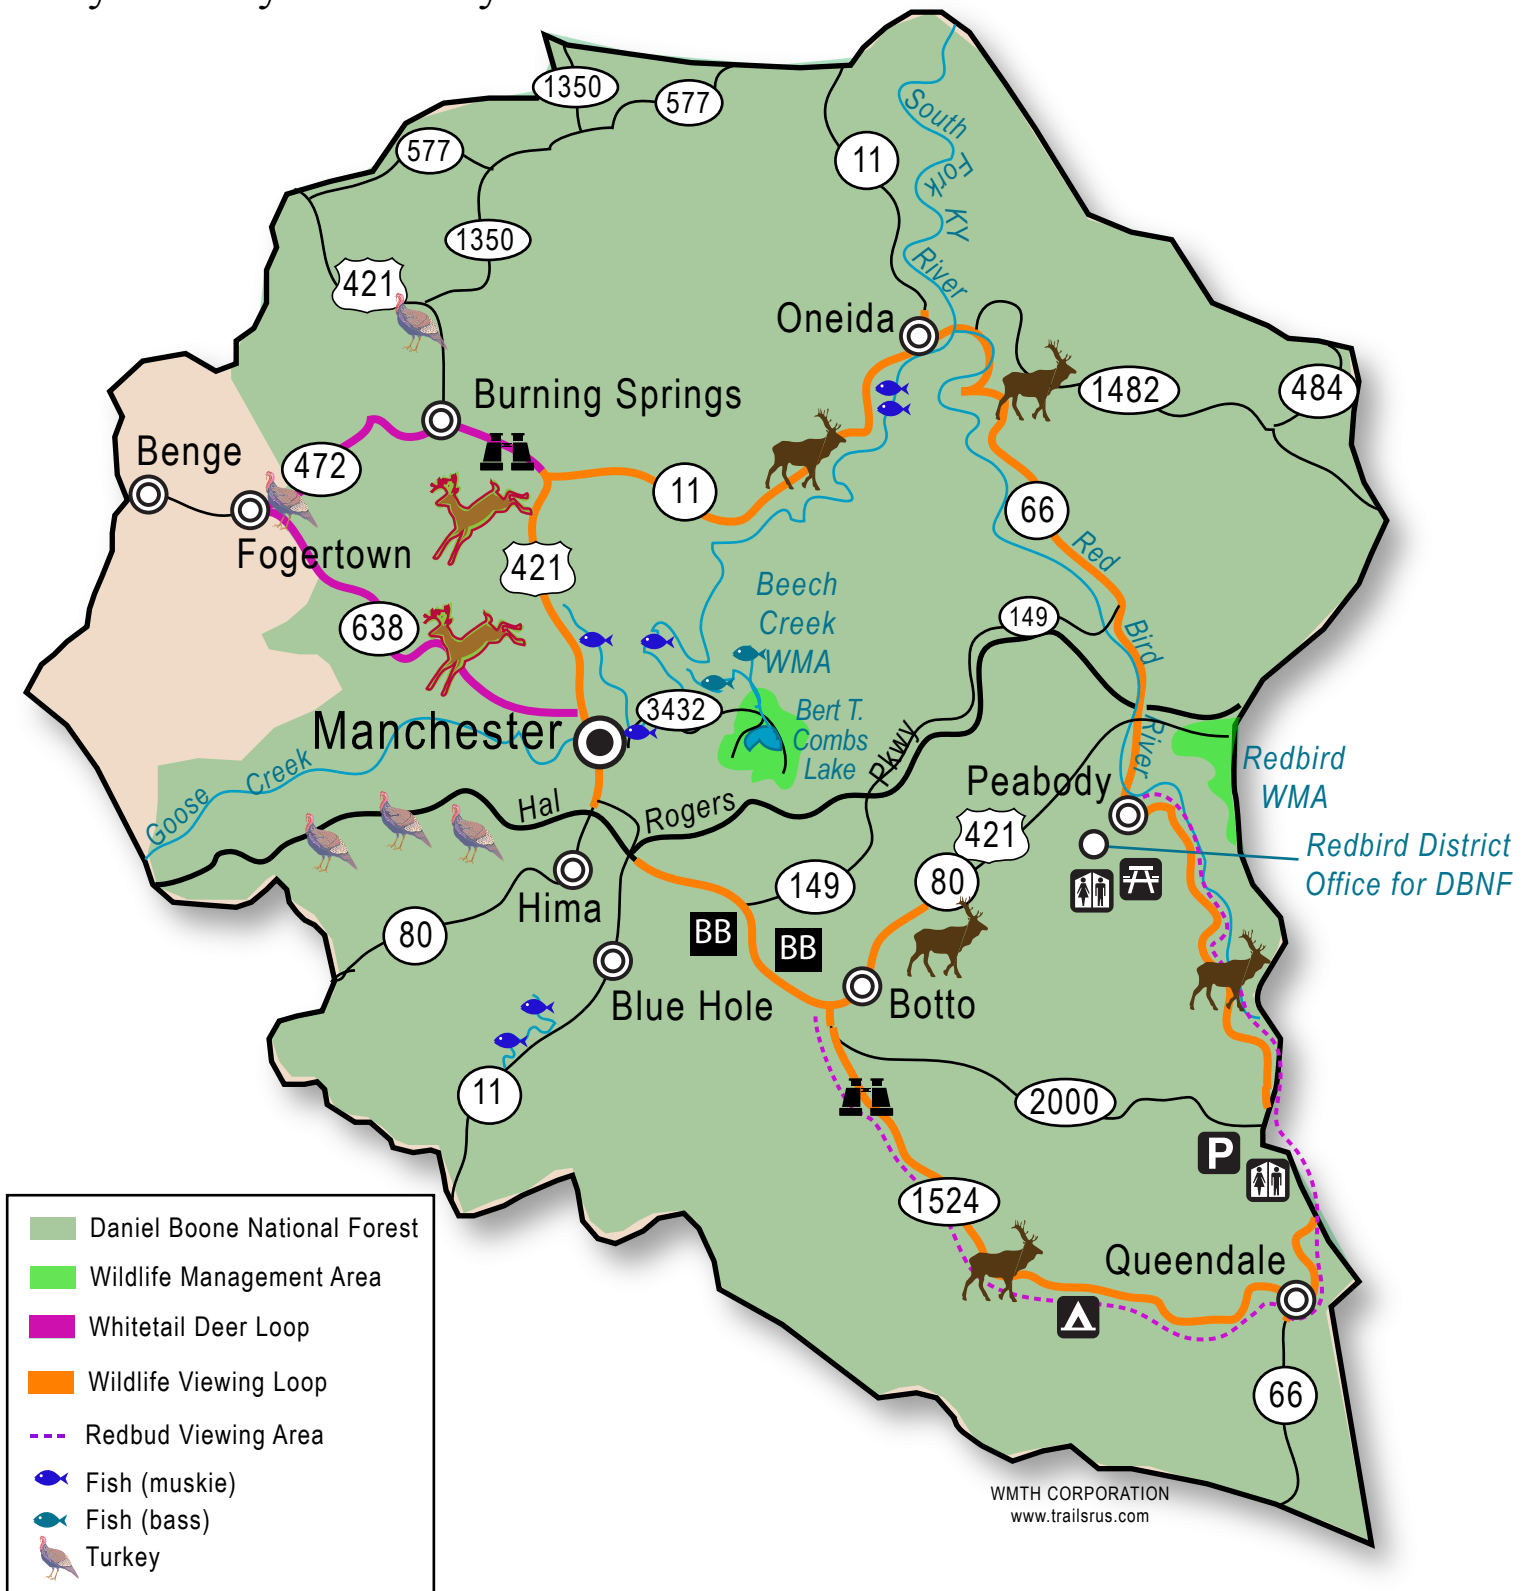 1350
577
577
11
South
Fork
KY
River
1350
421
Oneida
1482
484
Burning Springs
Benge
472
11
66
Fogertown
421
Red
Beech
Creek
WMA
149
638
Bird
3432
Manchester
Bert T.
Combs
Lake
Pkwy
River
Redbird
WMA
Goose
Creek
Hal
Rogers
Peabody
421
Redbird District
Office for DBNF
149
80
Hima
80
BB
BB
Blue Hole
Botto
11
2000
P
1524
Queendale
66
Daniel Boone National Forest
Wildlife Management Area
Whitetail Deer Loop
Wildlife Viewing Loop
Redbud Viewing Area
Fish (muskie)
Fish (bass)
Turkey
WMTH CORPORATION
www.trailsrus.com